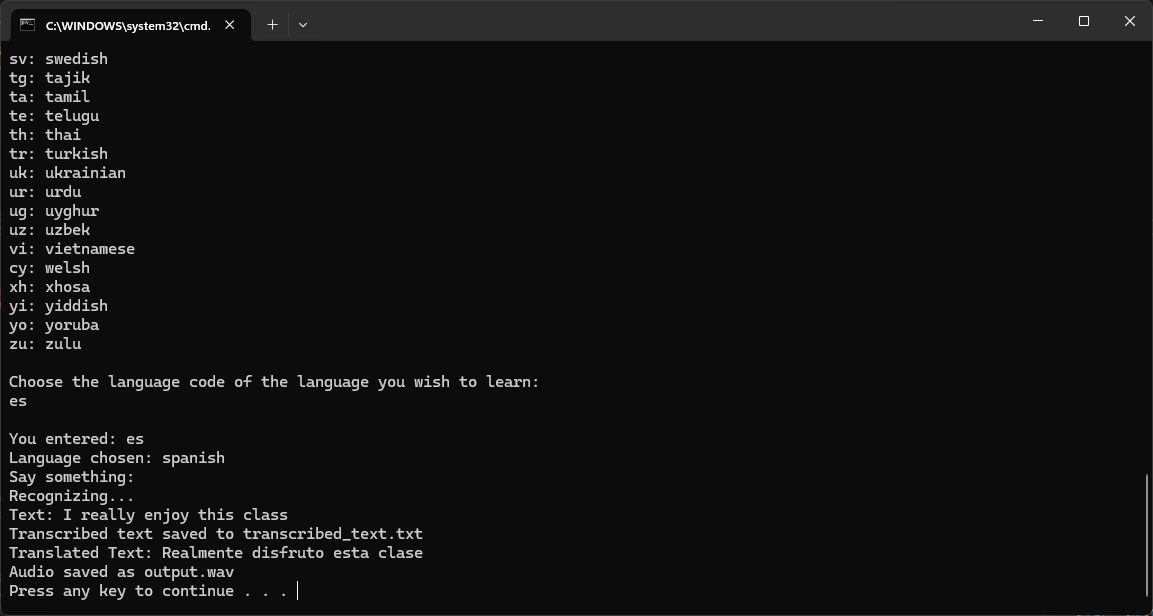 C:\WINDOWS\system32\cmd.
sv: swedish
tg: tajik
ta: tamil
te: telugu
th: thai
tr: turkish
uk: ukrainian
ur: urdu
ug: uyghur
uz: uzbek
vi: vietnamese
cy: welsh
xh: xhosa
yi: yiddish
yo: yoruba
zu: zulu
Choose the language code of the language you wish to learn:
es
You entered: es
Language chosen: spanish
Say something:
Recognizing...
Text: I really enjoy this class
Transcribed text saved to transcribed_text.txt
Translated Text: Realmente disfruto esta clase
Audio saved as output.wav
Press any key to continue . . .